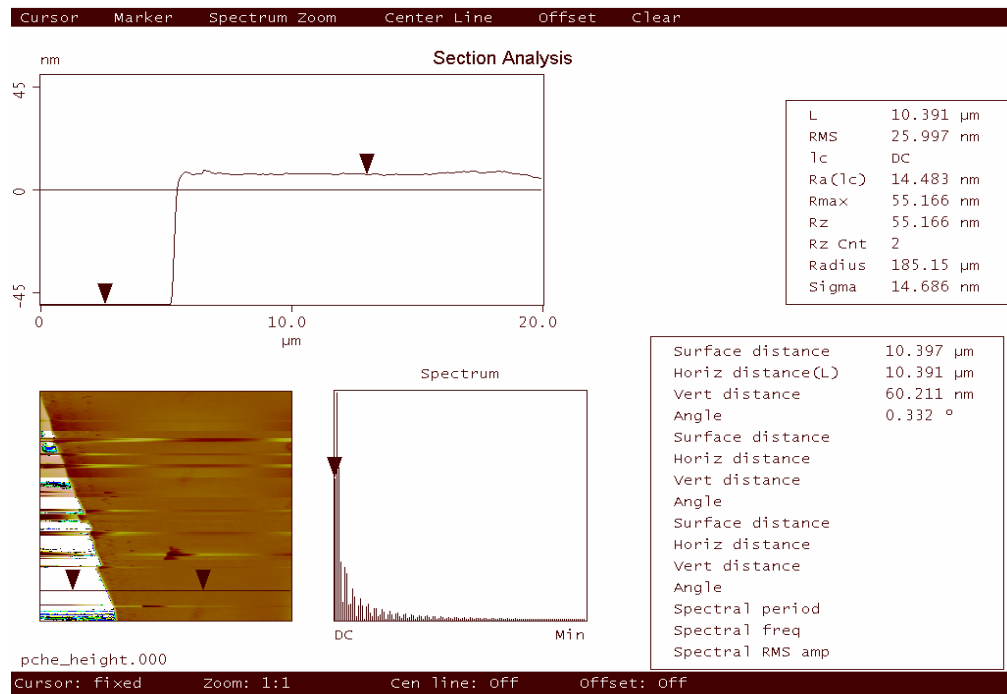 Cursor Marker Spectrum Zoom Center Line Offset Clear
Section Analysis
nm
45
0
-45
0 10.0 20.0
µm
L 10.391 µm
RMS 25.997 nm
lc DC
Ra(lc) 14.483 nm
Rmax 55.166 nm
Rz 55.166 nm
Rz Cnt 2
Radius 185.15 µm
Sigma 14.686 nm
Surface distance 10.397 µm
Horiz distance(L) 10.391 µm
Vert distance 60.211 nm
Angle 0.332 º
Surface distance
Horiz distance
Vert distance
Angle
Surface distance
Horiz distance
Vert distance
Angle
Spectral period
Spectral freq
Spectral RMS amp
Spectrum
DC Min
pche_height.000
Cursor: fixed Zoom: 1:1 Cen line: Off Offset: Off